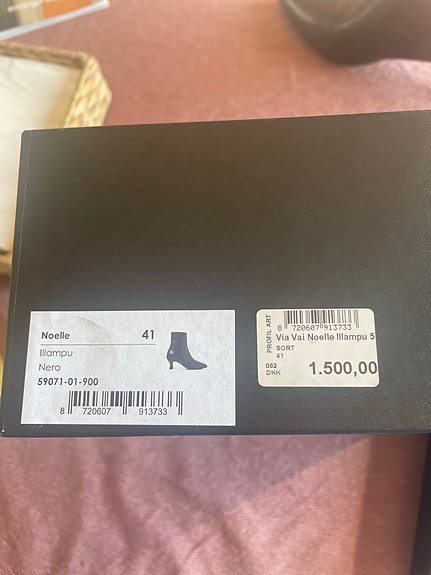 Noelle 41
Illampu
Nero
59071-01-900
8 720607 913733
PROFIL ART
8 720607 913733
Via Vai Noelle Illampu 5
SORT
41
062
DKK 1.500,00